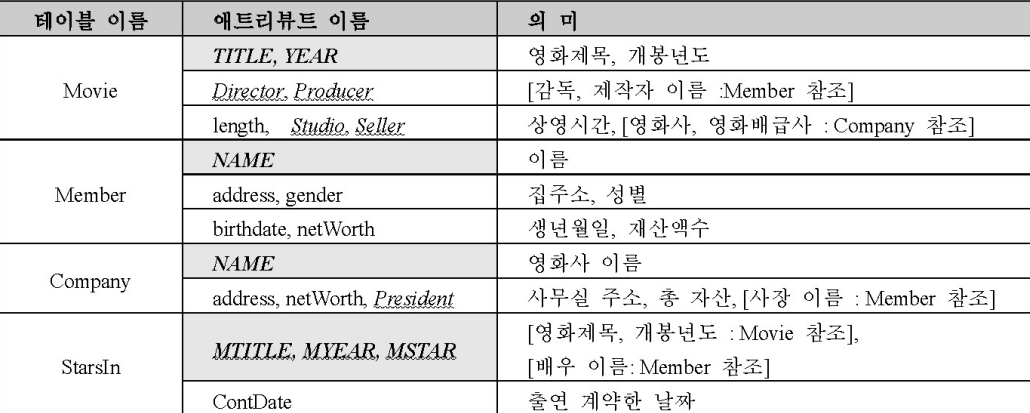 테이블 이름 애트리뷰트 이름 의 미
Movie
TITLE, YEAR 영화제목, 개봉년도
Director, Producer [감독, 제작자 이름 :Member 참조]
length, Studio, Seller 상영시간, [영화사, 영화배급사 : Company 참조]
Member
NAME 이름
address, gender 집주소, 성별
birthdate, netWorth 생년월일, 재산액수
Company
NAME 영화사 이름
address, netWorth, President 사무실 주소, 총 자산, [사장 이름 : Member 참조]
StarsIn
MTITLE, MYEAR, MSTAR [영화제목, 개봉년도 : Movie 참조],
[배우 이름: Member 참조]
ContDate 출연 계약한 날짜